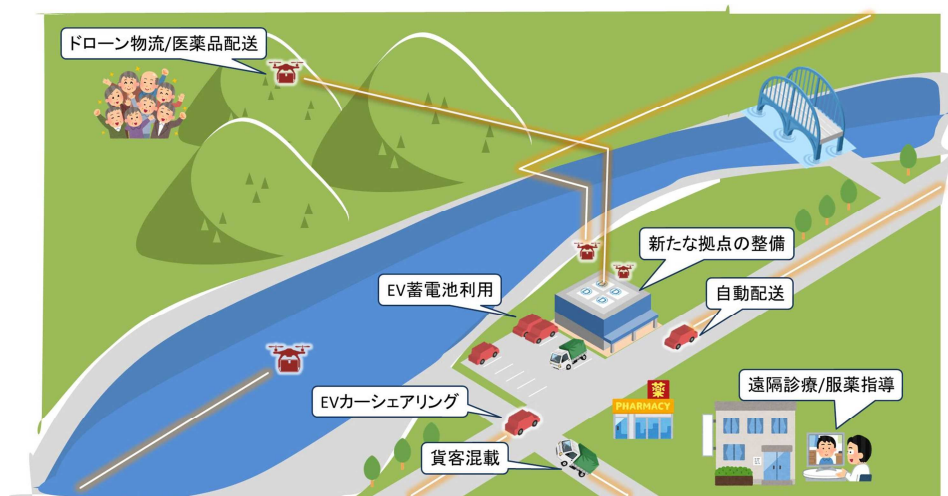 ドローン物流/医薬品配送
新たな拠点の整備
EV蓄電池利用
自動配送
EVカーシェアリング
薬
PHARMACY
遠隔診療/服薬指導
貨客混載